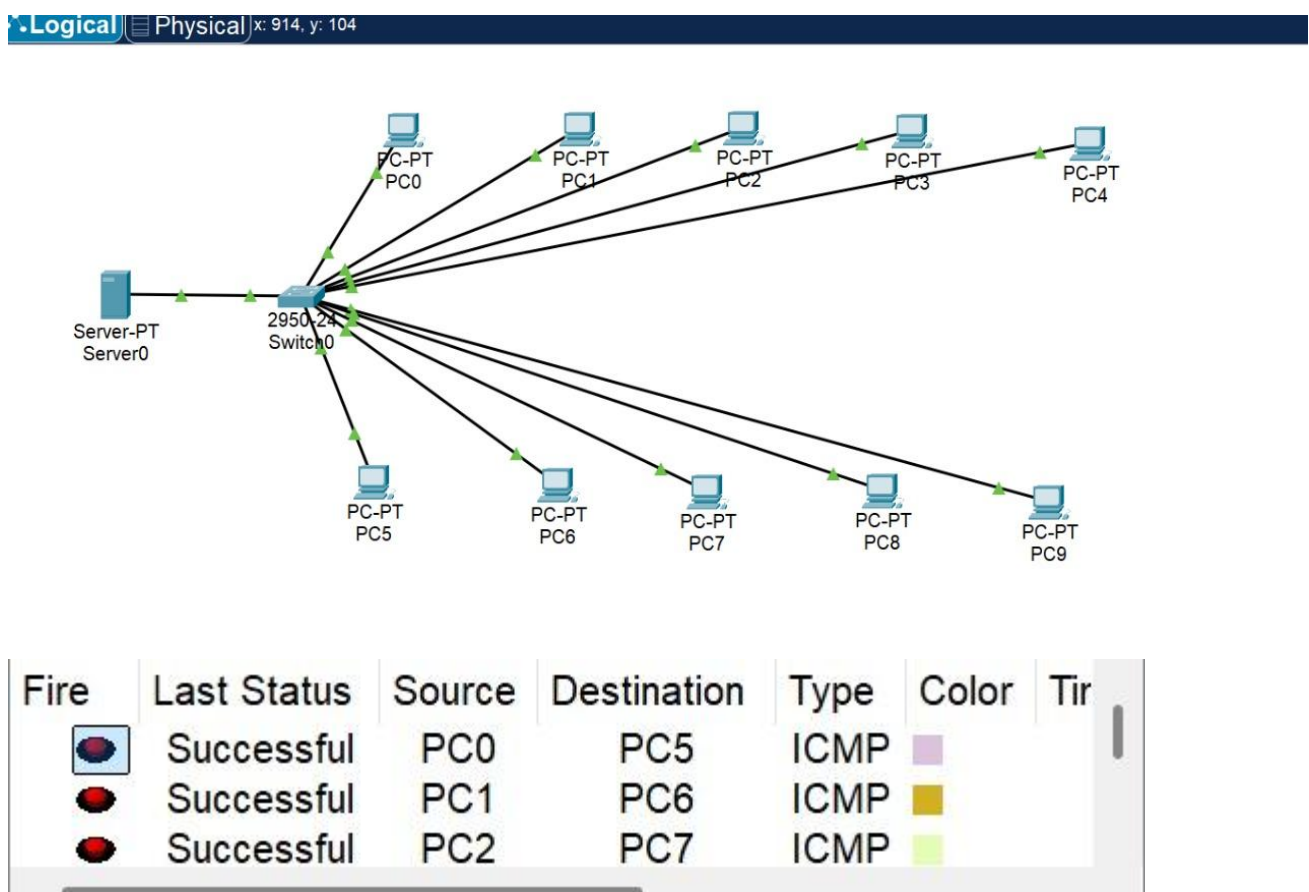 Logical Physical x: 914, y: 104
PC-PT
PC0
PC-PT
PC1
PC-PT
PC2
PC-PT
PC3
PC-PT
PC4
Server-PT
Server0
2950-24
Switch0
PC-PT
PC5
PC-PT
PC6
PC-PT
PC7
PC-PT
PC8
PC-PT
PC9
Fire Last Status Source Destination Type Color Tir
Successful PC0 PC5 ICMP
Successful PC1 PC6 ICMP
Successful PC2 PC7 ICMP